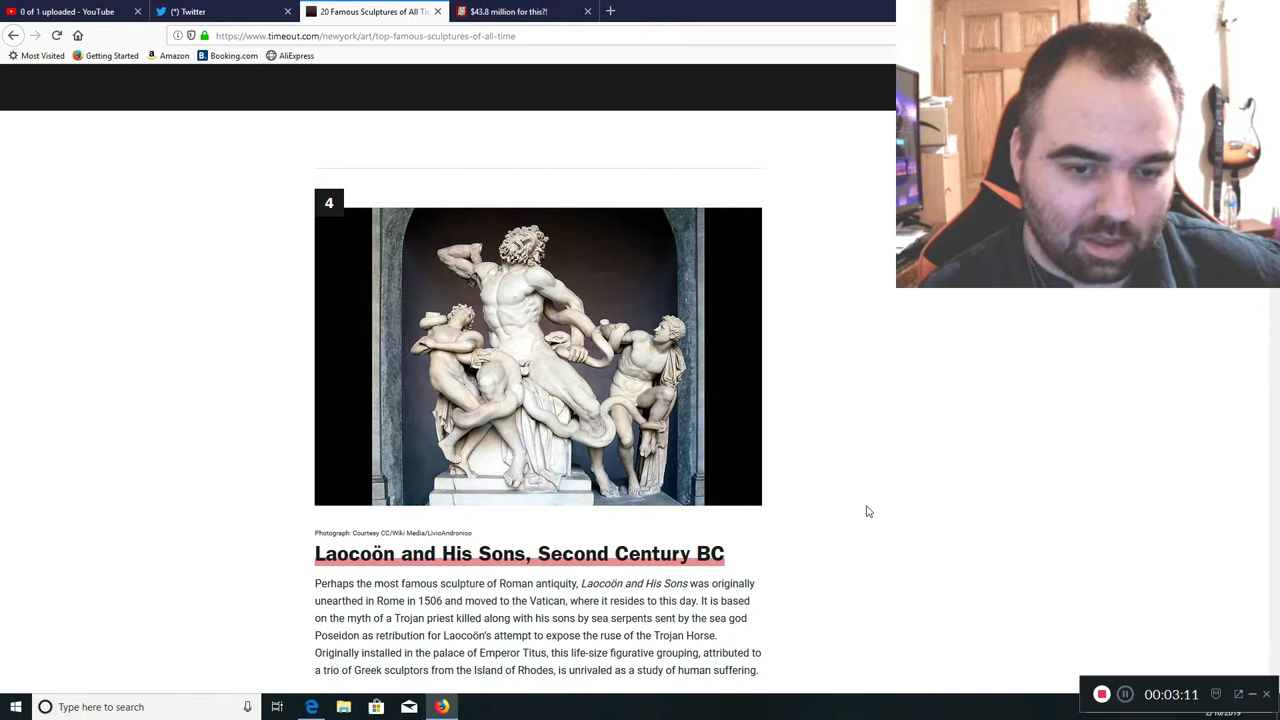 0 of 1 uploaded - YouTube
(*) Twitter
20 Famous Sculptures of All Ti
$43.8 million for this?!
https://www.timeout.com/newyork/art/top-famous-sculptures-of-all-time
Most Visited
Getting Started
Amazon
Booking.com
AliExpress
4
Photograph: Courtesy CC/Wiki Media/LivioAndronico
Laocoön and His Sons, Second Century BC
Perhaps the most famous sculpture of Roman antiquity, Laocoön and His Sons was originally
unearthed in Rome in 1506 and moved to the Vatican, where it resides to this day. It is based
on the myth of a Trojan priest killed along with his sons by sea serpents sent by the sea god
Poseidon as retribution for Laocoön's attempt to expose the ruse of the Trojan Horse.
Originally installed in the palace of Emperor Titus, this life-size figurative grouping, attributed to
a trio of Greek sculptors from the Island of Rhodes, is unrivaled as a study of human suffering.
Type here to search
00:03:11